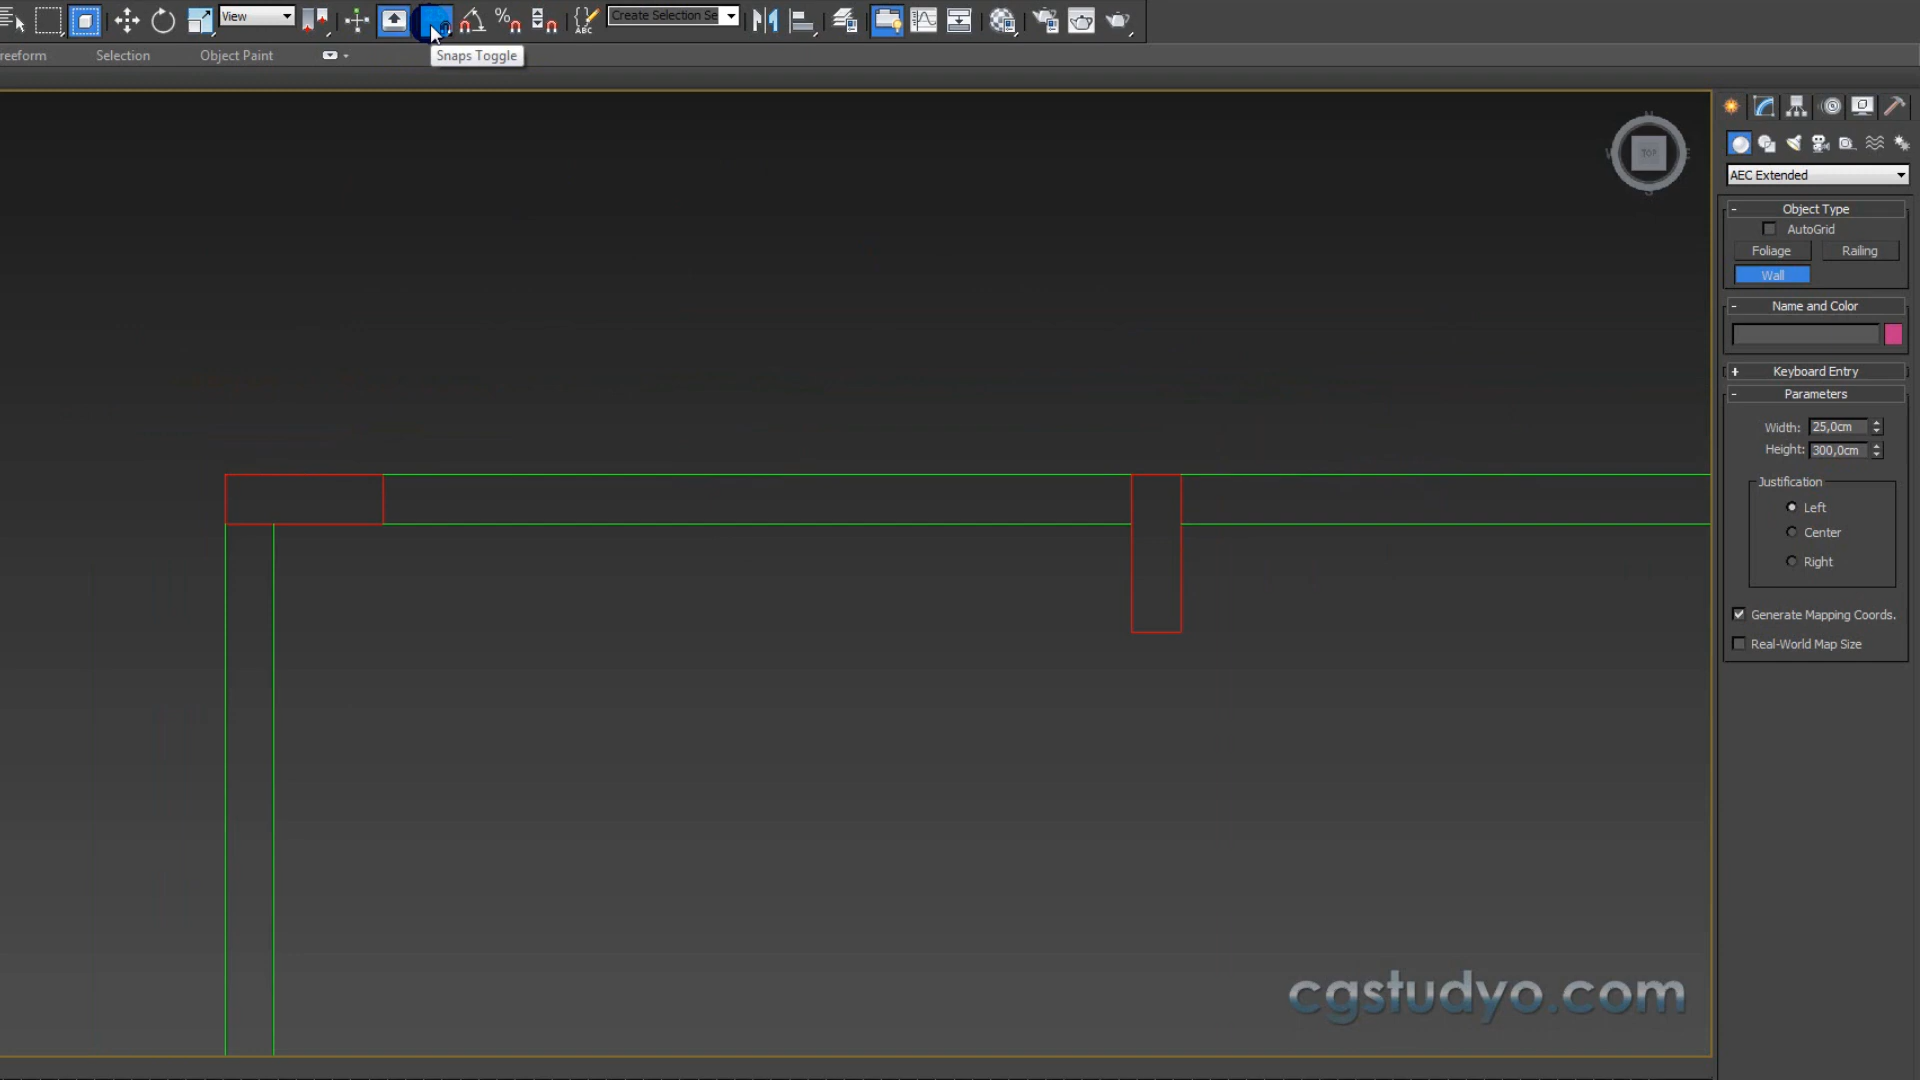 View
Create Selection Se
reeform
Selection
Object Paint
Snaps Toggle
N
TOP
E
S
AEC Extended
- Object Type
AutoGrid
Foyage
Railing
Wall
- Name and Color
+ Keyboard Entry
- Parameters
Width: 25,0cm
Height: 300,0cm
Justification
Left
Center
Right
Generate Mapping Coords.
Real-World Map Size
cgstudyo.com